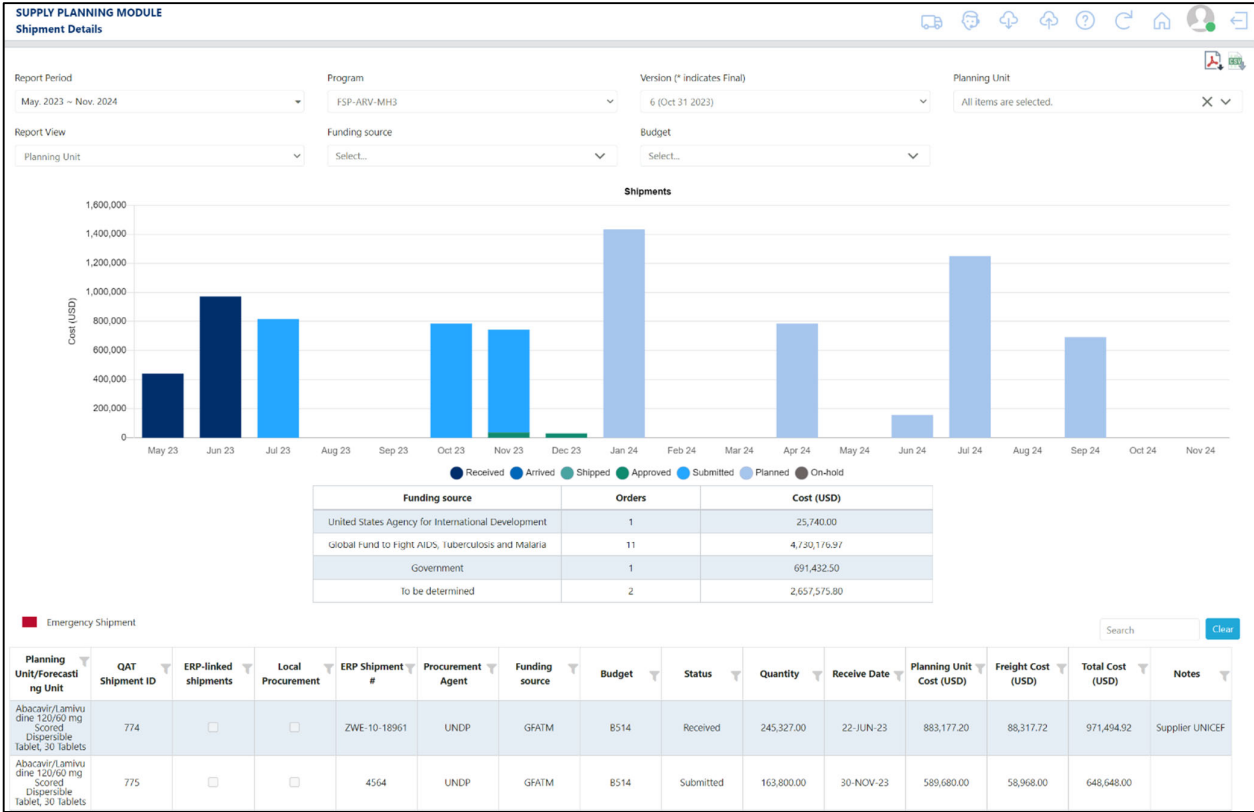 SUPPLY PLANNING MODULE
Shipment Details
Report Period
Program
Version (* indicates Final)
Planning Unit
May. 2023 ~ Nov. 2024
FSP-ARV-MH3
6 (Oct 31 2023)
All items are selected.
Report View
Funding source
Budget
Planning Unit
Select...
Select...
Shipments
1,600,000
1,400,000
1,200,000
1,000,000
800,000
600,000
400,000
200,000
0
Cost (USD)
May 23 Jun 23 Jul 23 Aug 23 Sep 23 Oct 23 Nov 23 Dec 23 Jan 24 Feb 24 Mar 24 Apr 24 May 24 Jun 24 Jul 24 Aug 24 Sep 24 Oct 24 Nov 24
Received Arrived Shipped Approved Submitted Planned On-hold
Funding source Orders Cost (USD)
United States Agency for International Development 1 25,740.00
Global Fund to Fight AIDS, Tuberculosis and Malaria 11 4,730,176.97
Government 1 691,432.50
To be determined 2 2,657,575.80
Emergency Shipment
Search
Clear
Planning
Unit/Forecasti
ng Unit
QAT
Shipment ID
ERP-linked
shipments
Local
Procurement
ERP Shipment
#
Procurement
Agent
Funding
source
Budget
Status
Quantity
Receive Date
Planning Unit
Cost (USD)
Freight Cost
(USD)
Total Cost
(USD)
Notes
Abacavir/Lamivu
dine 120/60 mg
Scored
Dispersible
Tablet, 30 Tablets
774 ZWE-10-18961 UNDP GFATM B514 Received 245,327.00 22-JUN-23 883,177.20 88,317.72 971,494.92 Supplier UNICEF
Abacavir/Lamivu
dine 120/60 mg
Scored
Dispersible
Tablet, 30 Tablets
775 4564 UNDP GFATM B514 Submitted 163,800.00 30-NOV-23 589,680.00 58,968.00 648,648.00